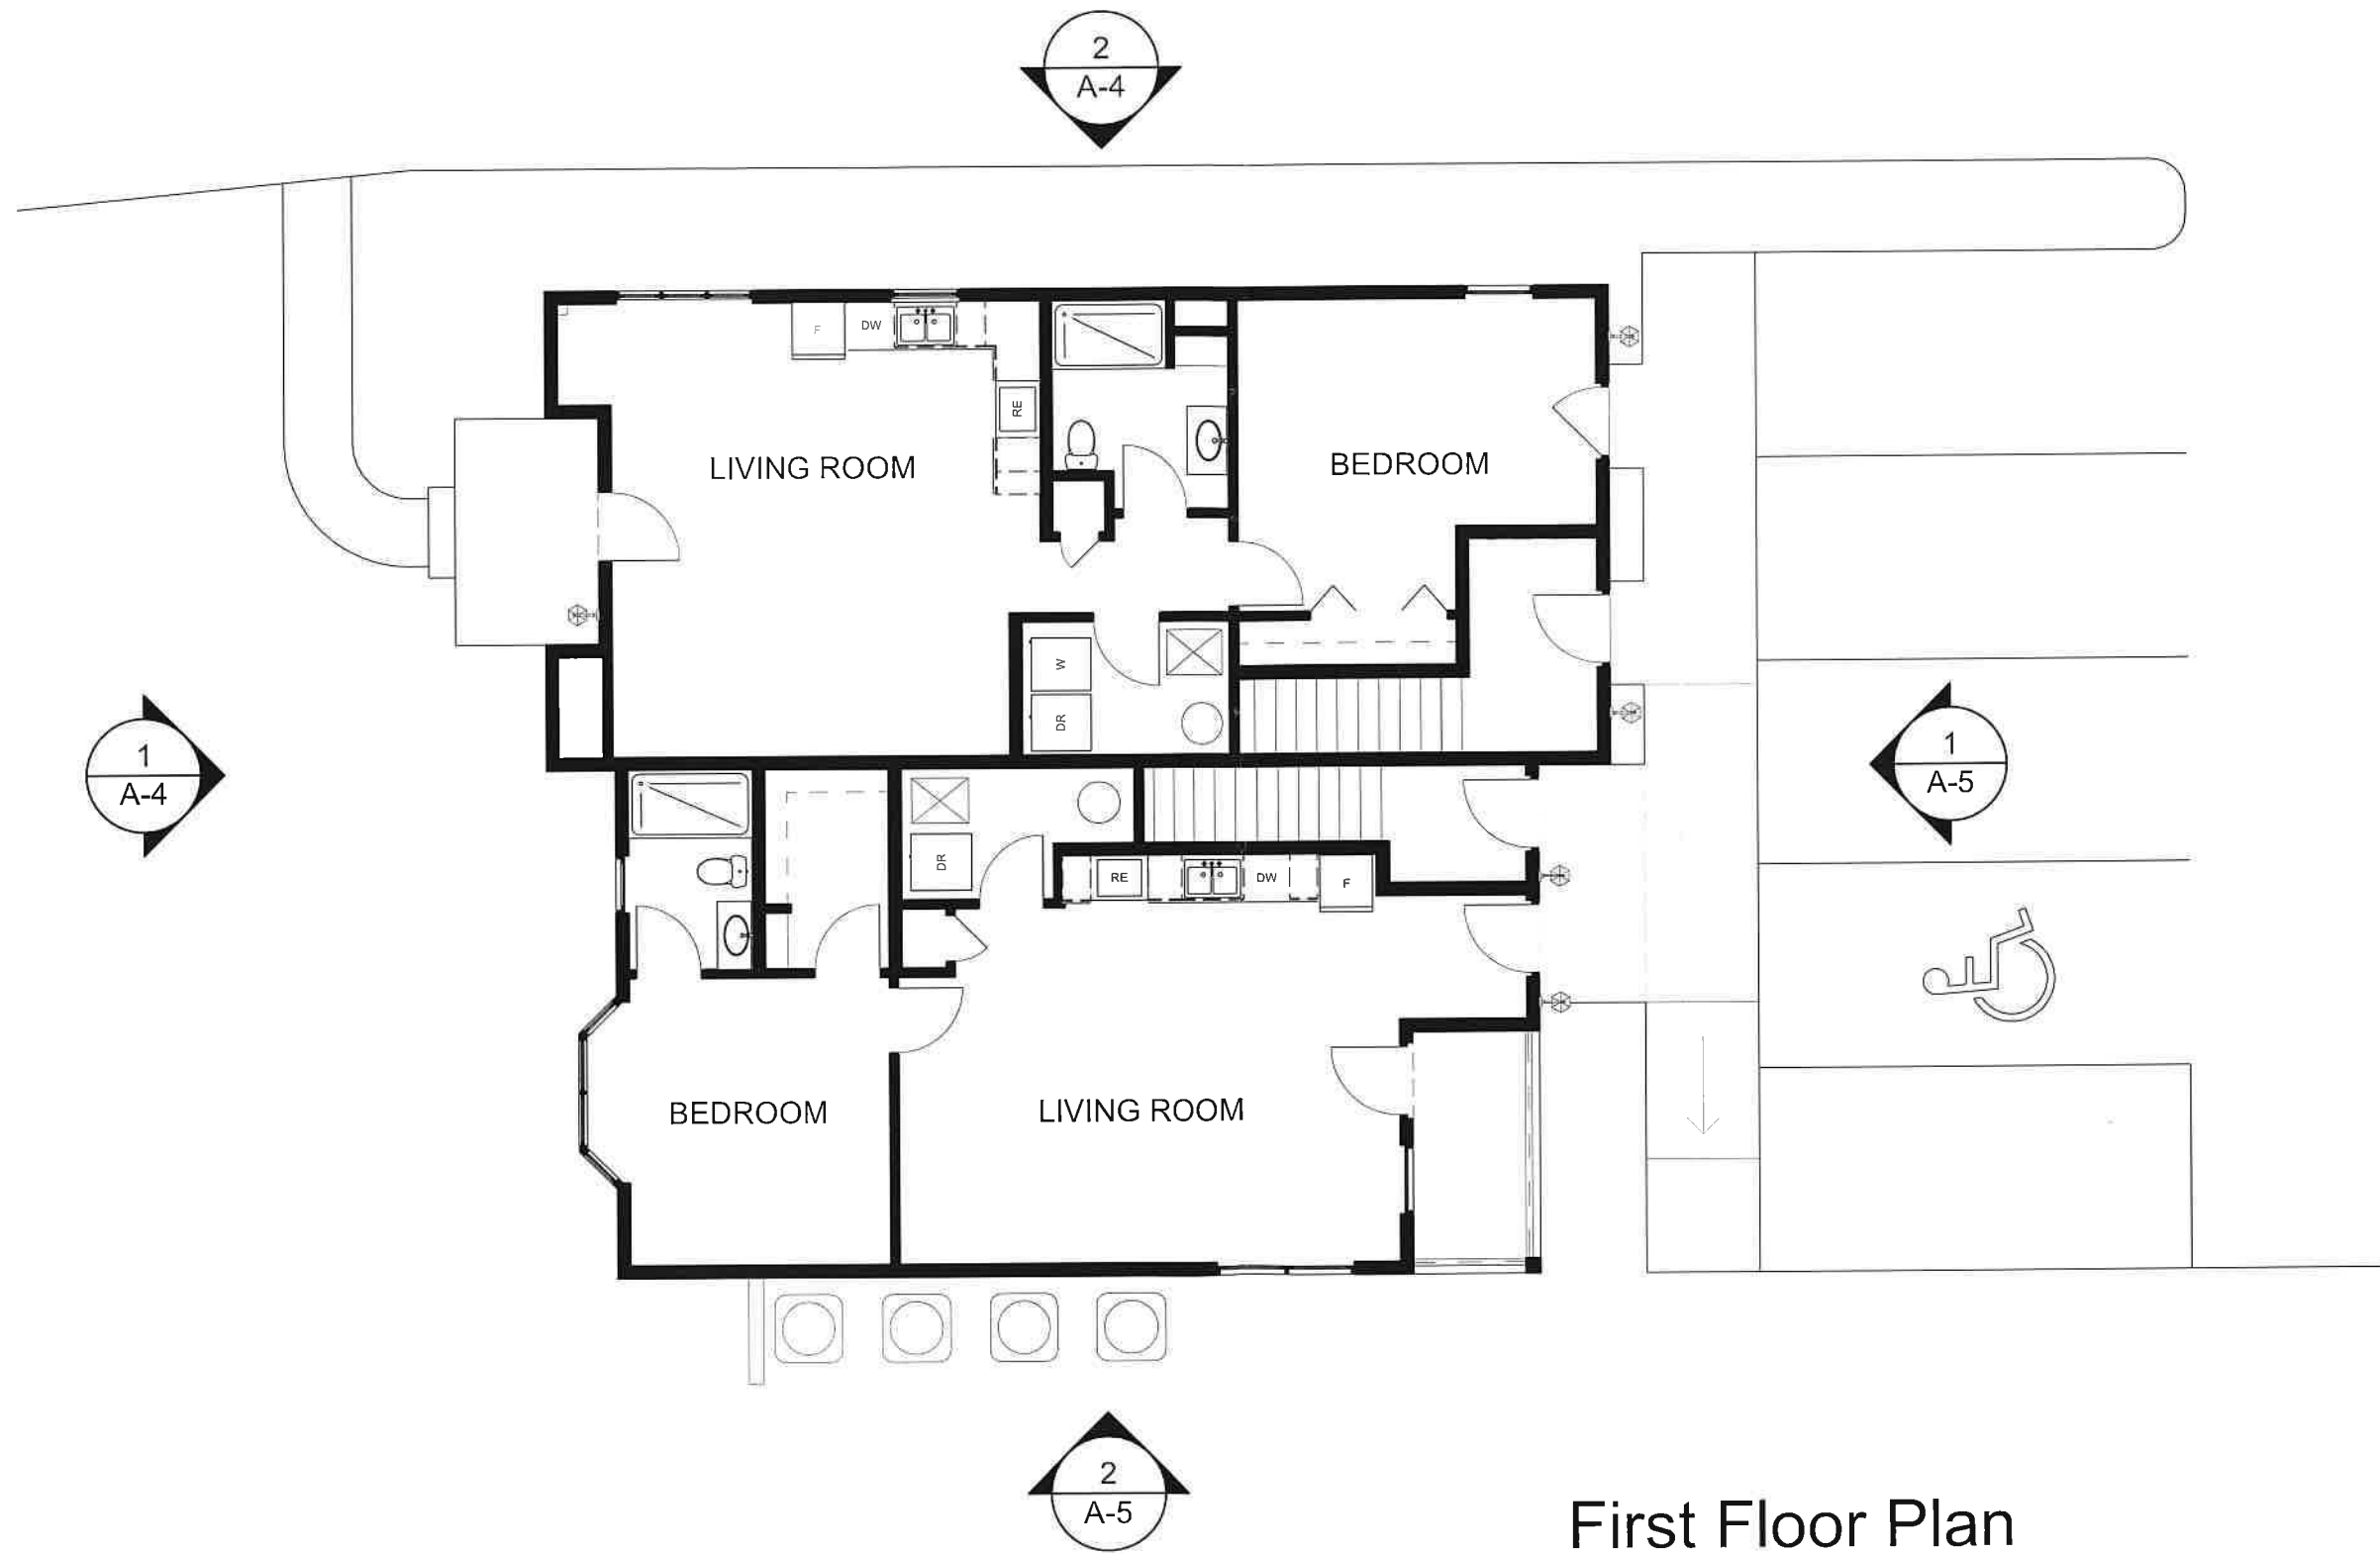 2
A-4
F
DW
RE
LIVING ROOM
BEDROOM
W
DR
1
A-4
1
A-5
DR
RE
DW
F
BEDROOM
LIVING ROOM
2
A-5
First Floor Plan